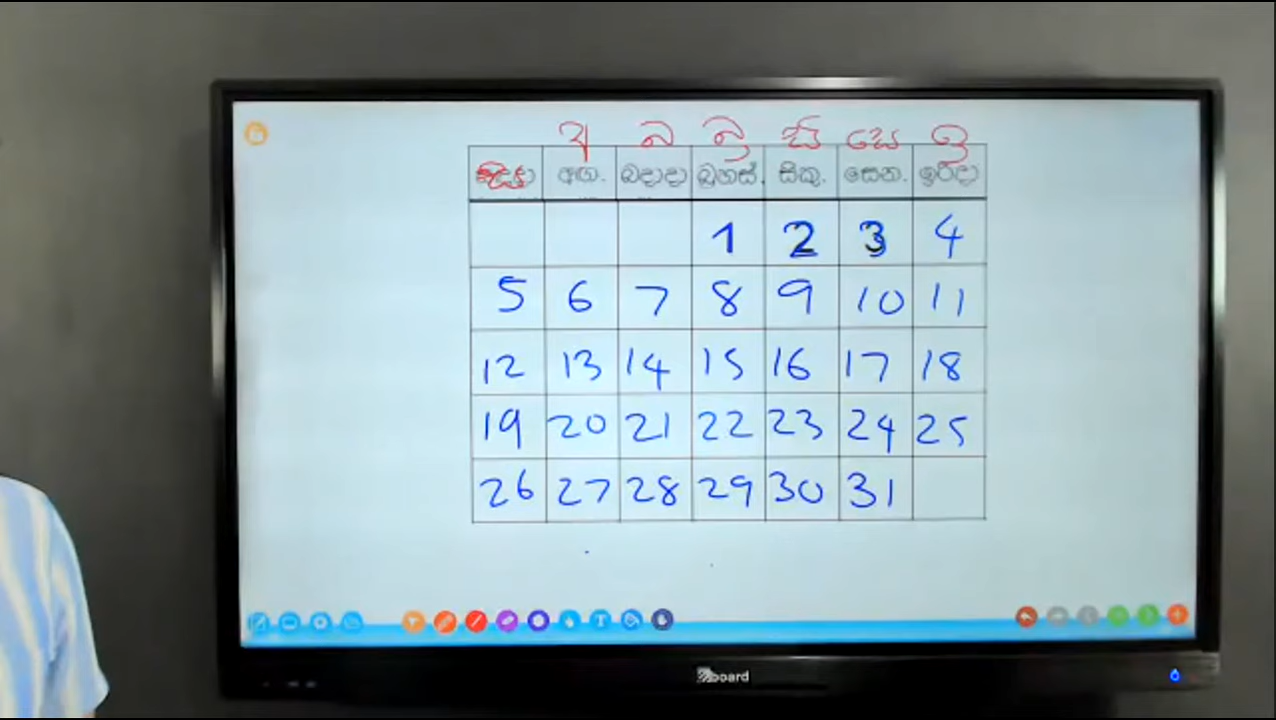 අ බ බ්‍ර සි සෙ ඉ
අඟ. බදාදා බ්‍රහස්. සිකු. සෙන. ඉරිදා
1 2 3 4
5 6 7 8 9 10 11
12 13 14 15 16 17 18
19 20 21 22 23 24 25
26 27 28 29 30 31
board